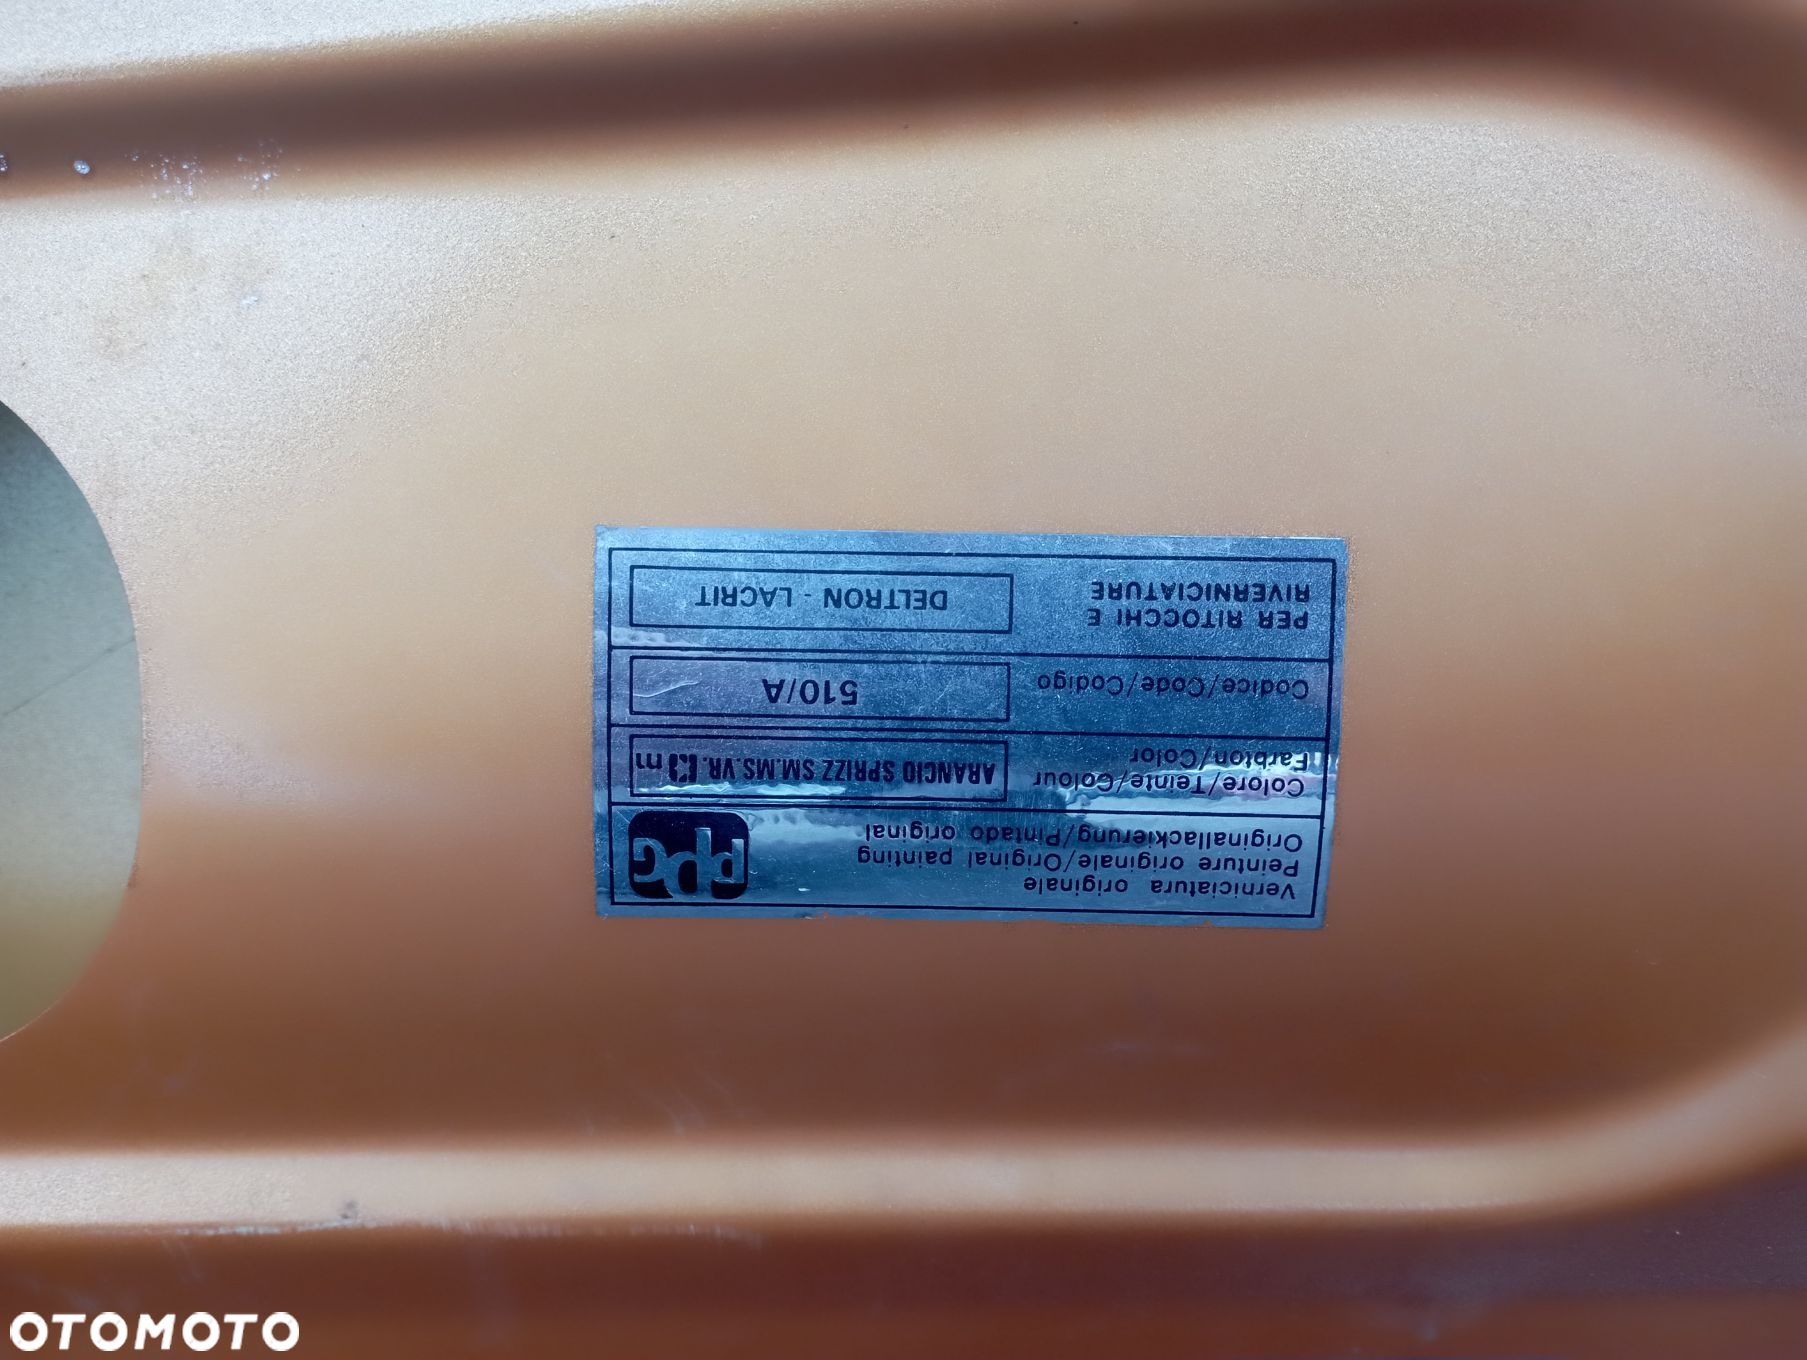 Verniciatura originale
Peinture originale/Original painting
Originallackierung/Pintado original
ppg
Colore/Teinte/Colour
Farbton/Color
ARANCIO SPRIZZ SM.MS.VR.
m
Codice/Code/Codigo
510/A
PER RITOCCHI E
RIVERNICIATURE
DELTRON - LACRIT
OTOMOTO